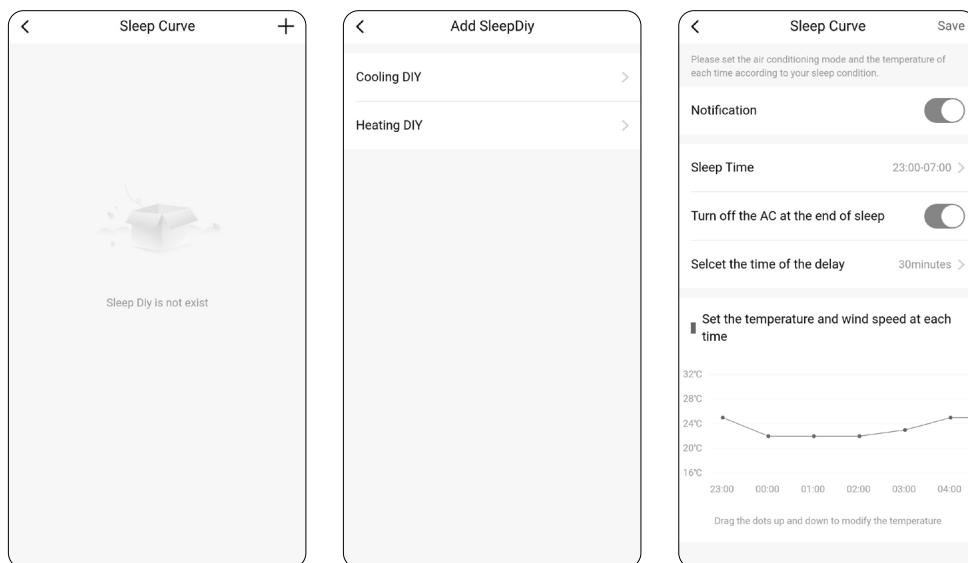 Sleep Curve
Sleep Diy is not exist
Add SleepDiy
Cooling DIY
Heating DIY
Sleep Curve Save
Please set the air conditioning mode and the temperature of
each time according to your sleep condition.
Notification
Sleep Time 23:00-07:00
Turn off the AC at the end of sleep
Selcet the time of the delay 30minutes
Set the temperature and wind speed at each
time
32℃
28℃
24℃
20℃
16℃
23:00 00:00 01:00 02:00 03:00 04:00
Drag the dots up and down to modify the temperature